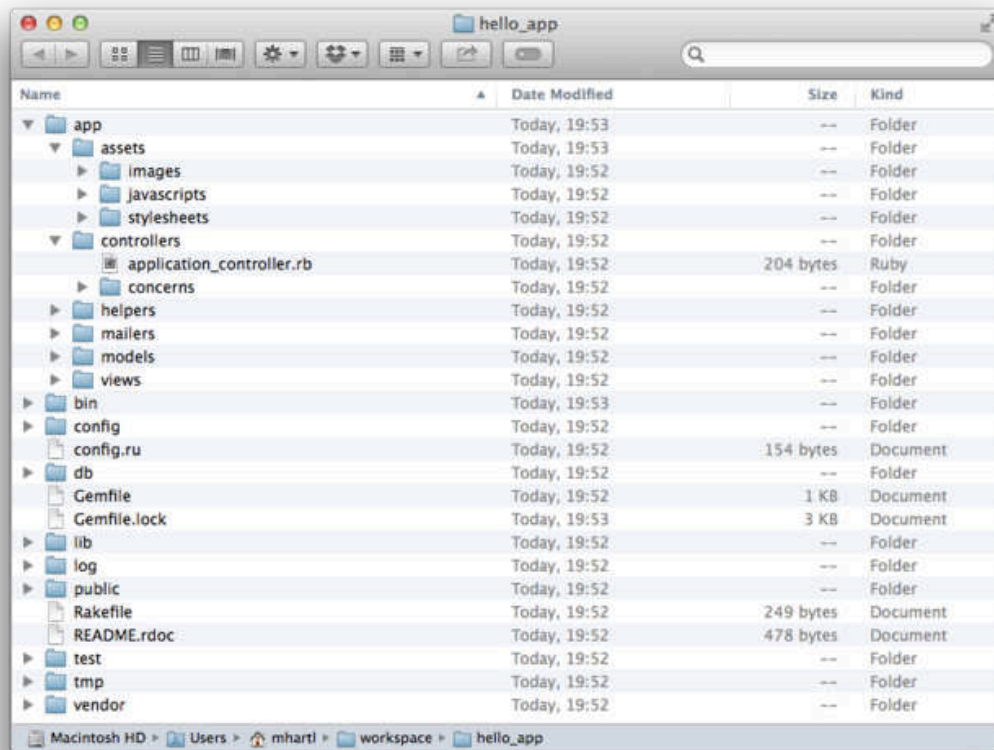 hello_app
Name Date Modified Size Kind
app Today, 19:53 -- Folder
assets Today, 19:53 -- Folder
images Today, 19:52 -- Folder
javascripts Today, 19:52 -- Folder
stylesheets Today, 19:52 -- Folder
controllers Today, 19:52 -- Folder
application_controller.rb Today, 19:52 204 bytes Ruby
concerns Today, 19:52 -- Folder
helpers Today, 19:52 -- Folder
mailers Today, 19:52 -- Folder
models Today, 19:52 -- Folder
views Today, 19:52 -- Folder
bin Today, 19:53 -- Folder
config Today, 19:52 -- Folder
config.ru Today, 19:52 154 bytes Document
db Today, 19:52 -- Folder
Gemfile Today, 19:52 1 KB Document
Gemfile.lock Today, 19:53 3 KB Document
lib Today, 19:52 -- Folder
log Today, 19:52 -- Folder
public Today, 19:52 -- Folder
Rakefile Today, 19:52 249 bytes Document
README.rdoc Today, 19:52 478 bytes Document
test Today, 19:52 -- Folder
tmp Today, 19:52 -- Folder
vendor Today, 19:52 -- Folder
Macintosh HD Users mhartl workspace hello_app